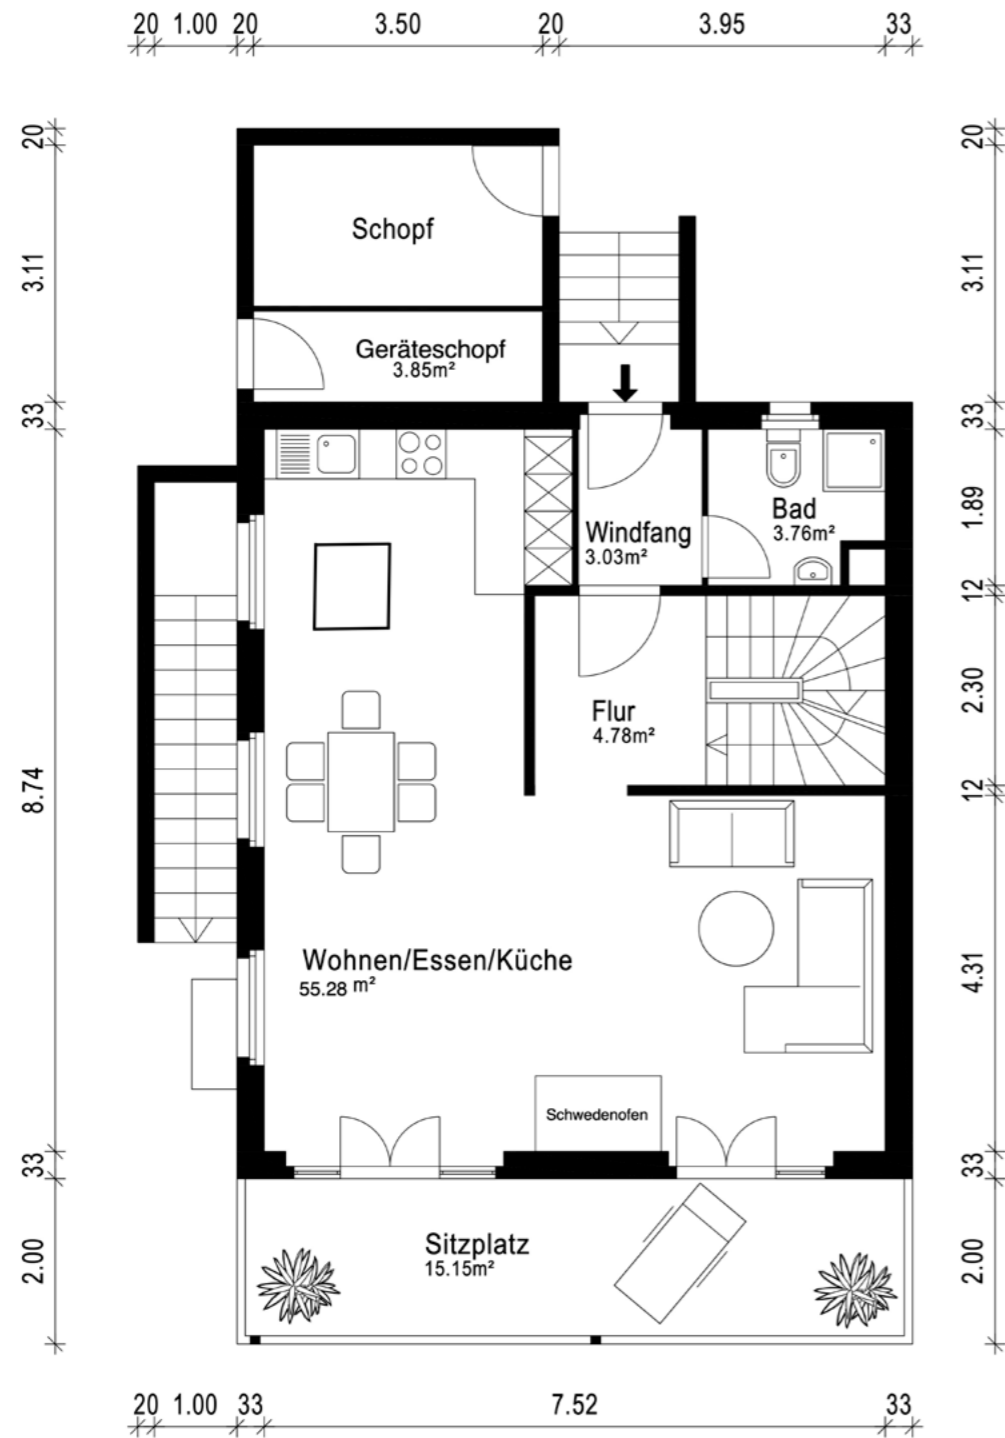 20 1.00 20 3.50 20 3.95 33
20
3.11
33
8.74
33
2.00
20
3.11
33
1.89
12
2.30
12
4.31
33
2.00
Schopf
Geräteschopf
3.85m²
Windfang
3.03m²
Bad
3.76m²
Flur
4.78m²
Wohnen/Essen/Küche
55.28 m²
Schwedenofen
Sitzplatz
15.15m²
20 1.00 33 7.52 33